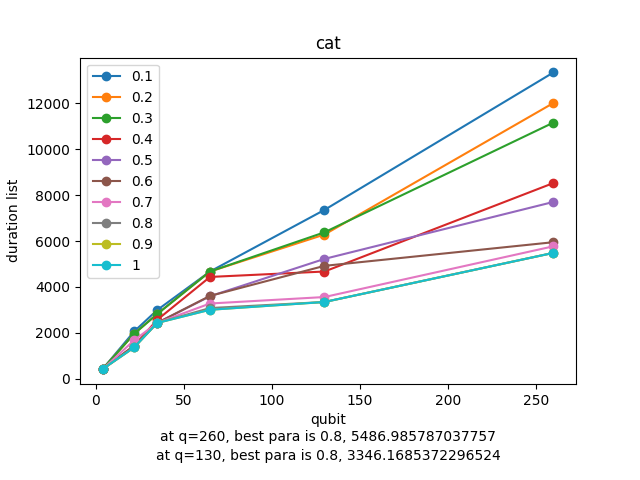 cat
0.1
0.2
0.3
0.4
0.5
0.6
0.7
0.8
0.9
1
duration list
12000
10000
8000
6000
4000
2000
0
0 50 100 150 200 250
qubit
at q=260, best para is 0.8, 5486.985787037757
at q=130, best para is 0.8, 3346.1685372296524